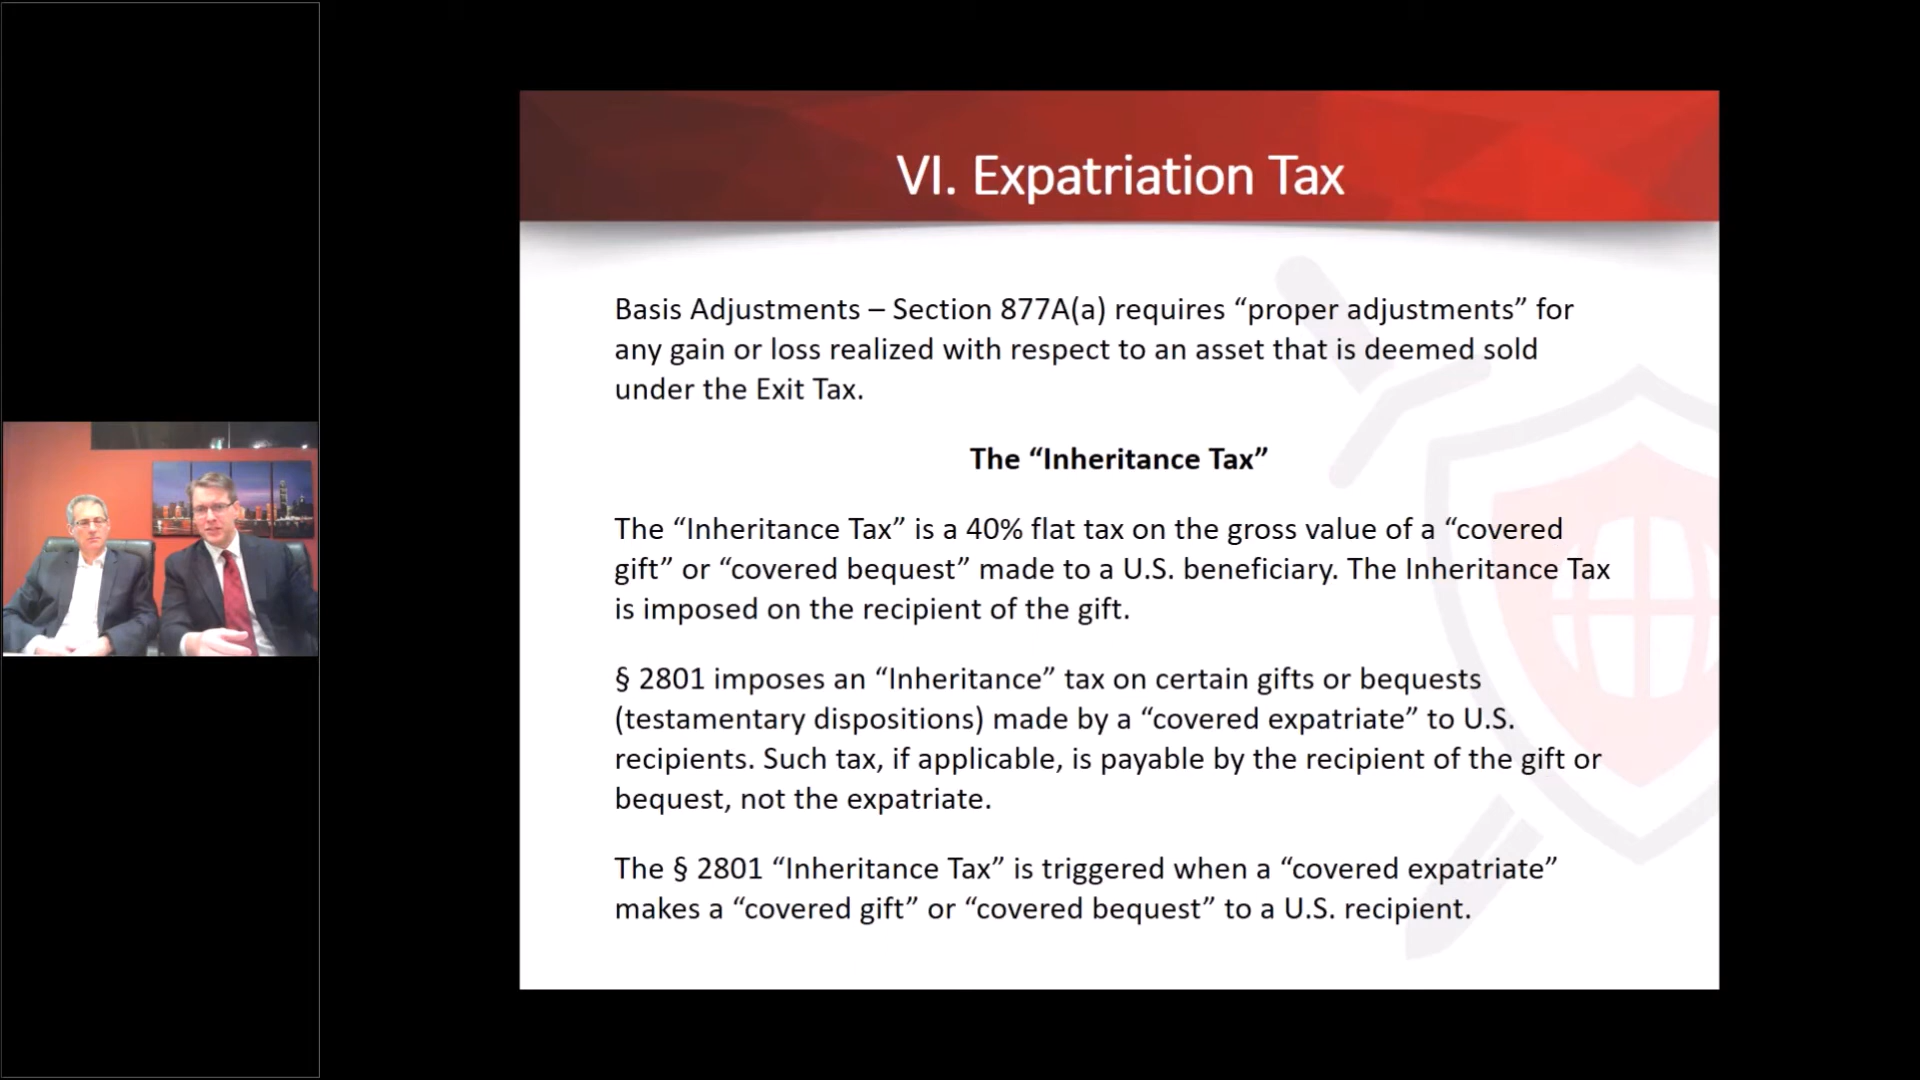 VI. Expatriation Tax
Basis Adjustments – Section 877A(a) requires “proper adjustments” for
any gain or loss realized with respect to an asset that is deemed sold
under the Exit Tax.
The “Inheritance Tax”
The “Inheritance Tax” is a 40% flat tax on the gross value of a “covered
gift” or “covered bequest” made to a U.S. beneficiary. The Inheritance Tax
is imposed on the recipient of the gift.
§ 2801 imposes an “Inheritance” tax on certain gifts or bequests
(testamentary dispositions) made by a “covered expatriate” to U.S.
recipients. Such tax, if applicable, is payable by the recipient of the gift or
bequest, not the expatriate.
The § 2801 “Inheritance Tax” is triggered when a “covered expatriate”
makes a “covered gift” or “covered bequest” to a U.S. recipient.